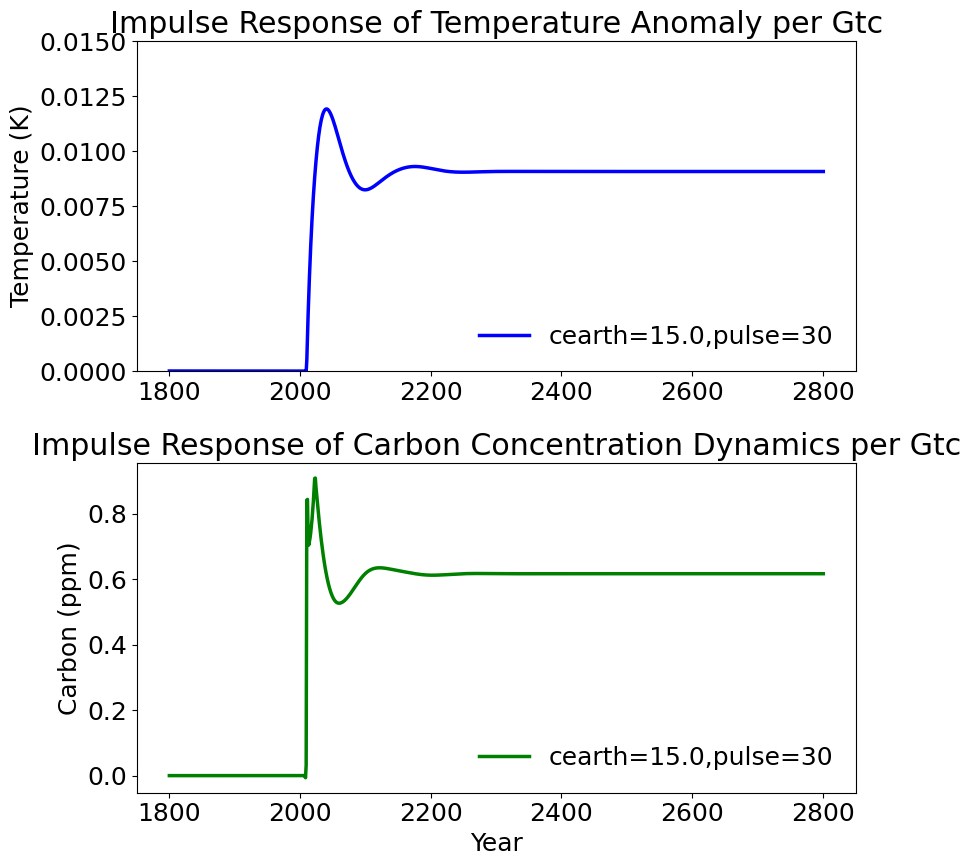 Impulse Response of Temperature Anomaly per Gtc
0.0150
0.0125
0.0100
0.0075
0.0050
0.0025
0.0000
Temperature (K)
cearth=15.0,pulse=30
1800 2000 2200 2400 2600 2800
Impulse Response of Carbon Concentration Dynamics per Gtc
0.8
0.6
0.4
0.2
0.0
Carbon (ppm)
cearth=15.0,pulse=30
1800 2000 2200 2400 2600 2800
Year